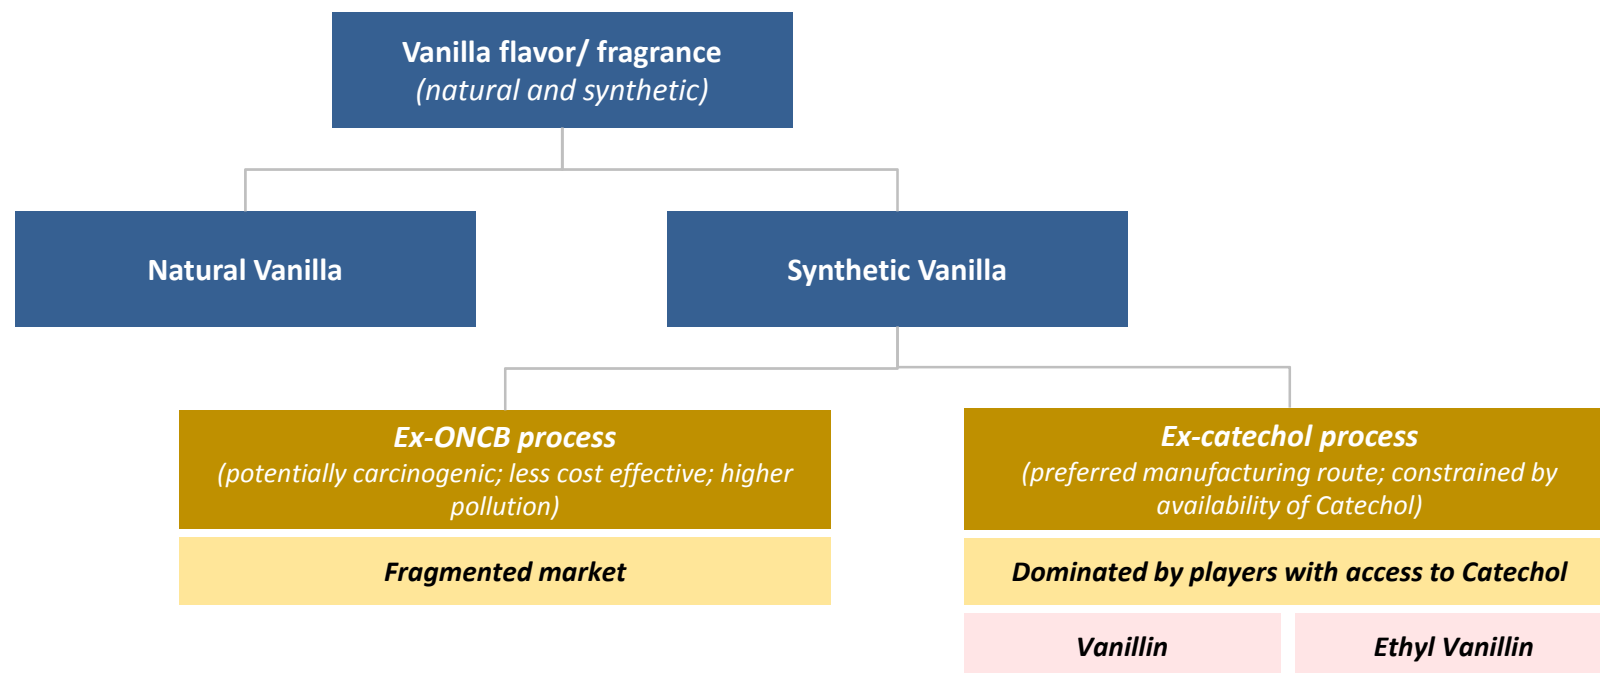 Vanilla flavor/ fragrance
(natural and synthetic)
Natural Vanilla
Synthetic Vanilla
Ex-ONCB process
(potentially carcinogenic; less cost effective; higher
pollution)
Fragmented market
Ex-catechol process
(preferred manufacturing route; constrained by
availability of Catechol)
Dominated by players with access to Catechol
Vanillin
Ethyl Vanillin